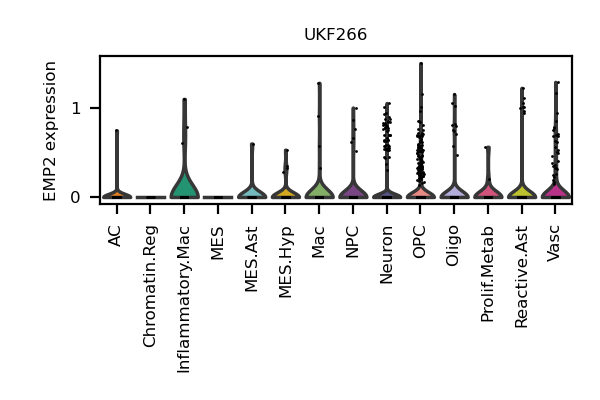 UKF266
EMP2 expression
1
0
AC
Chromatin.Reg
Inflammatory.Mac
MES
MES.Ast
MES.Hyp
Mac
NPC
Neuron
OPC
Oligo
Prolif.Metab
Reactive.Ast
Vasc